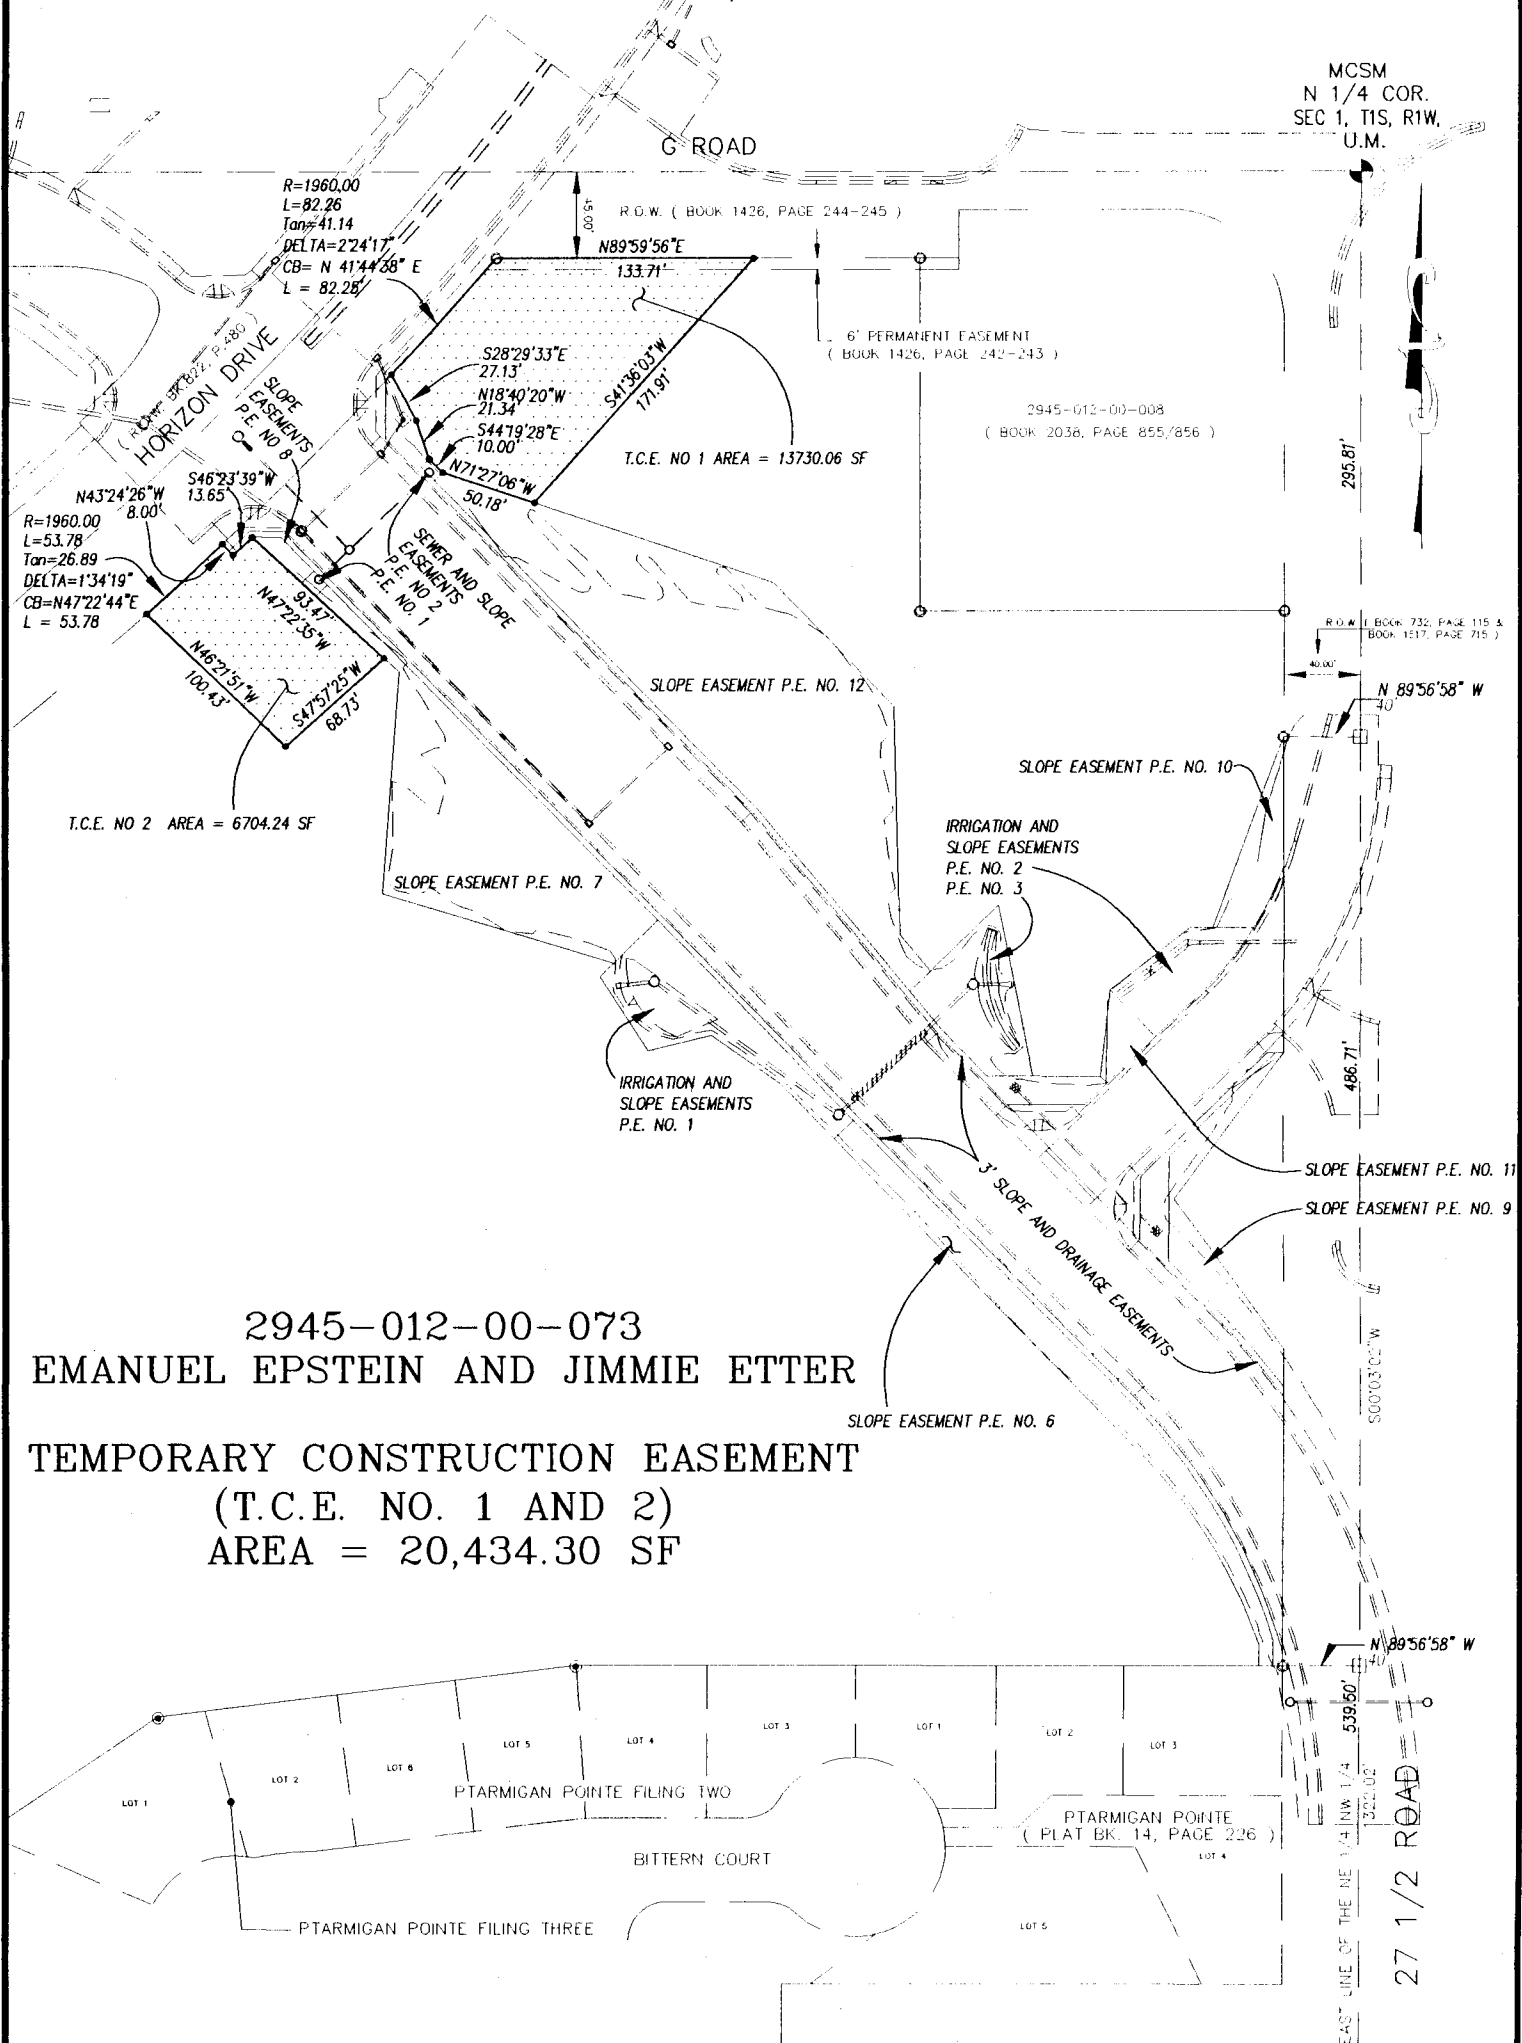 MCSM
N 1/4 COR.
SEC 1, T1S, R1W,
U.M.
G ROAD
R=1960.00
L=82.26
Tan=41.14
DELTA=2°24'17"
CB= N 41°44'38" E
L = 82.25'
45.00'
R.O.W. ( BOOK 1426, PAGE 244-245 )
N89°59'56"E
133.71'
6' PERMANENT EASEMENT
( BOOK 1426, PAGE 242-243 )
2945-012-00-008
( BOOK 2038, PAGE 855/856 )
295.81'
( R.O.W. BK.822, P.480 )
HORIZON DRIVE
SLOPE
EASEMENTS
P.E. NO 8
S28°29'33"E
27.13'
N18°40'20"W
21.34'
S44°19'28"E
10.00'
N71°27'06"W
50.18'
S41°36'03"W
171.91'
T.C.E. NO 1 AREA = 13730.06 SF
S46°23'39"W
13.65'
N43°24'26"W
8.00'
R=1960.00
L=53.78
Tan=26.89
DELTA=1°34'19"
CB=N47°22'44"E
L = 53.78
93.47'
N47°22'35"W
N46°21'51"W
100.43'
S47°57'25"W
68.73'
SEWER AND SLOPE
EASEMENTS
P.E. NO 2
P.E. NO. 1
R.O.W. ( BOOK 732, PAGE 115 &
BOOK 1517, PAGE 715 )
40.00'
N 89°56'58" W
40'
SLOPE EASEMENT P.E. NO. 12
SLOPE EASEMENT P.E. NO. 10
T.C.E. NO 2 AREA = 6704.24 SF
IRRIGATION AND
SLOPE EASEMENTS
P.E. NO. 2
P.E. NO. 3
SLOPE EASEMENT P.E. NO. 7
486.71'
IRRIGATION AND
SLOPE EASEMENTS
P.E. NO. 1
SLOPE EASEMENT P.E. NO. 11
SLOPE EASEMENT P.E. NO. 9
3' SLOPE AND DRAINAGE EASEMENTS
S00°03'02"W
2945-012-00-073
EMANUEL EPSTEIN AND JIMMIE ETTER
SLOPE EASEMENT P.E. NO. 6
TEMPORARY CONSTRUCTION EASEMENT
(T.C.E. NO. 1 AND 2)
AREA = 20,434.30 SF
N 89°56'58" W
40'
539.50'
LOT 1
LOT 2
LOT 6
LOT 5
LOT 4
LOT 3
LOT 1
LOT 2
LOT 3
PTARMIGAN POINTE FILING TWO
PTARMIGAN POINTE
( PLAT BK. 14, PAGE 226 )
LOT 4
BITTERN COURT
PTARMIGAN POINTE FILING THREE
LOT 5
EAST LINE OF THE NE 1/4 NW 1/4
1322.02'
27 1/2 ROAD